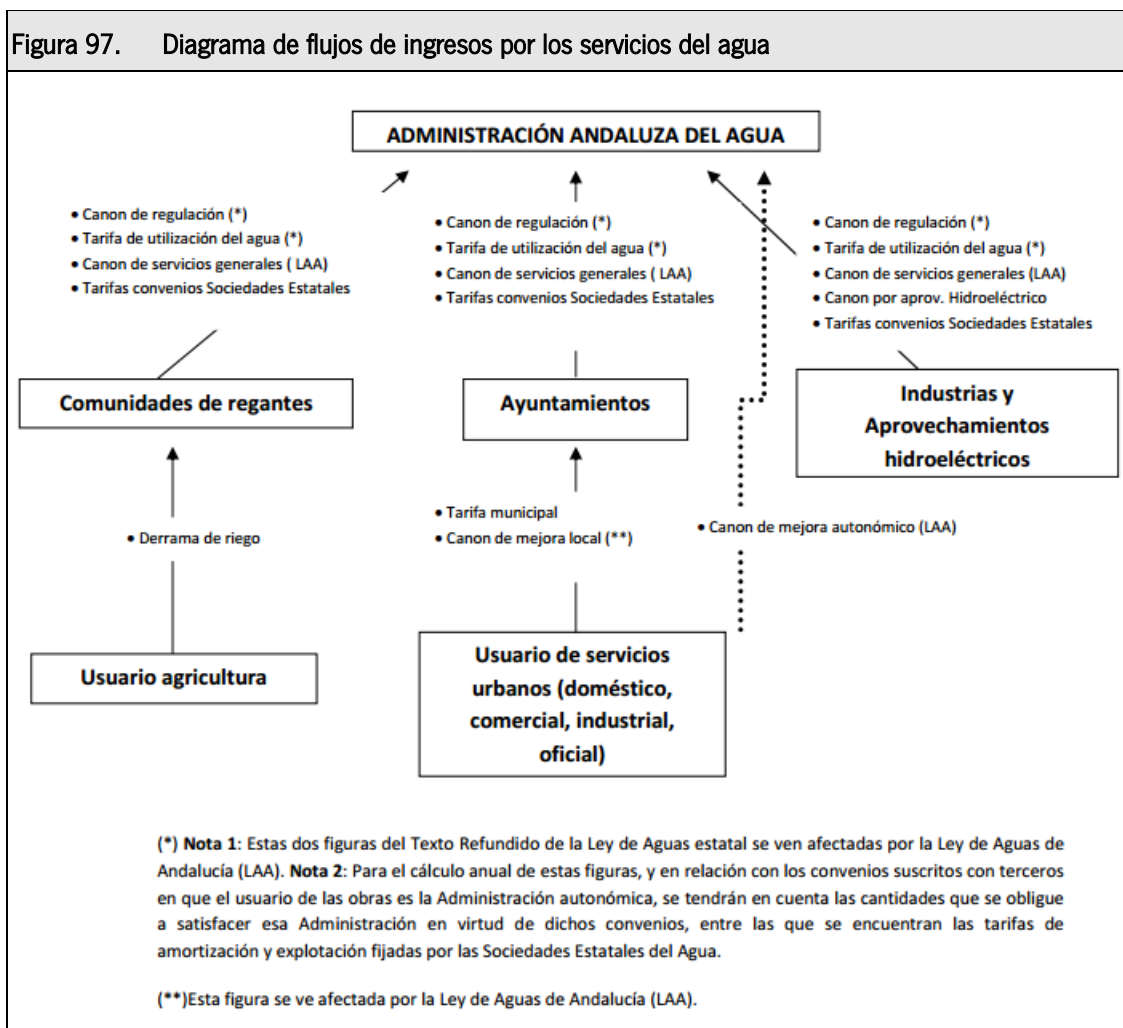 Figura 97. Diagrama de flujos de ingresos por los servicios del agua
ADMINISTRACIÓN ANDALUZA DEL AGUA
• Canon de regulación (*)
• Tarifa de utilización del agua (*)
• Canon de servicios generales ( LAA)
• Tarifas convenios Sociedades Estatales
• Canon de regulación (*)
• Tarifa de utilización del agua (*)
• Canon de servicios generales ( LAA)
• Tarifas convenios Sociedades Estatales
• Canon de regulación (*)
• Tarifa de utilización del agua (*)
• Canon de servicios generales (LAA)
• Canon por aprov. Hidroeléctrico
• Tarifas convenios Sociedades Estatales
Comunidades de regantes
Ayuntamientos
Industrias y
Aprovechamientos
hidroeléctricos
• Derrama de riego
• Tarifa municipal
• Canon de mejora local (**)
• Canon de mejora autonómico (LAA)
Usuario agricultura
Usuario de servicios
urbanos (doméstico,
comercial, industrial,
oficial)
(*) Nota 1: Estas dos figuras del Texto Refundido de la Ley de Aguas estatal se ven afectadas por la Ley de Aguas de
Andalucía (LAA). Nota 2: Para el cálculo anual de estas figuras, y en relación con los convenios suscritos con terceros
en que el usuario de las obras es la Administración autonómica, se tendrán en cuenta las cantidades que se obligue
a satisfacer esa Administración en virtud de dichos convenios, entre las que se encuentran las tarifas de
amortización y explotación fijadas por las Sociedades Estatales del Agua.
(**)Esta figura se ve afectada por la Ley de Aguas de Andalucía (LAA).